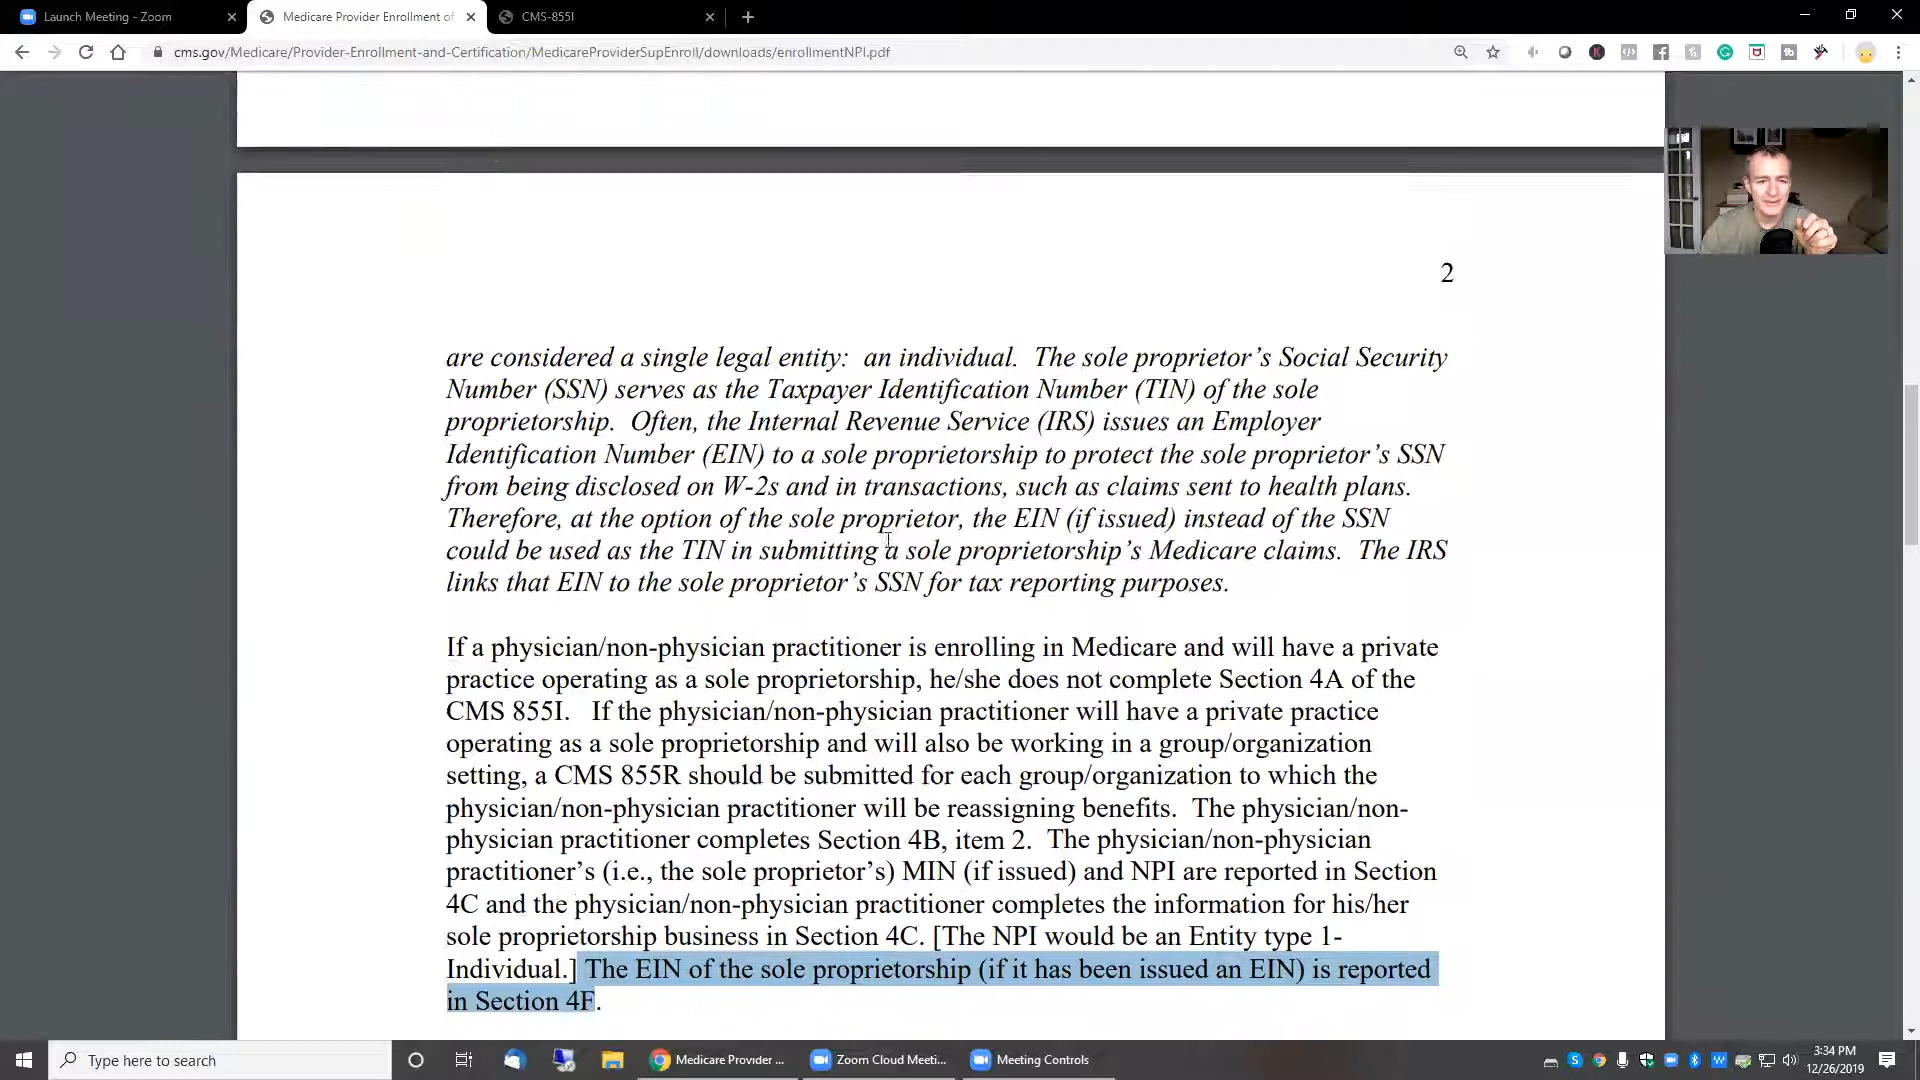 Launch Meeting - Zoom
Medicare Provider Enrollment of
CMS-855I
cms.gov/Medicare/Provider-Enrollment-and-Certification/MedicareProviderSupEnroll/downloads/enrollmentNPI.pdf
2
are considered a single legal entity: an individual. The sole proprietor’s Social Security
Number (SSN) serves as the Taxpayer Identification Number (TIN) of the sole
proprietorship. Often, the Internal Revenue Service (IRS) issues an Employer
Identification Number (EIN) to a sole proprietorship to protect the sole proprietor’s SSN
from being disclosed on W-2s and in transactions, such as claims sent to health plans.
Therefore, at the option of the sole proprietor, the EIN (if issued) instead of the SSN
could be used as the TIN in submitting a sole proprietorship’s Medicare claims. The IRS
links that EIN to the sole proprietor’s SSN for tax reporting purposes.
If a physician/non-physician practitioner is enrolling in Medicare and will have a private
practice operating as a sole proprietorship, he/she does not complete Section 4A of the
CMS 855I. If the physician/non-physician practitioner will have a private practice
operating as a sole proprietorship and will also be working in a group/organization
setting, a CMS 855R should be submitted for each group/organization to which the
physician/non-physician practitioner will be reassigning benefits. The physician/non-
physician practitioner completes Section 4B, item 2. The physician/non-physician
practitioner’s (i.e., the sole proprietor’s) MIN (if issued) and NPI are reported in Section
4C and the physician/non-physician practitioner completes the information for his/her
sole proprietorship business in Section 4C. [The NPI would be an Entity type 1-
Individual.] The EIN of the sole proprietorship (if it has been issued an EIN) is reported
in Section 4F.
Type here to search
Medicare Provider ...
Zoom Cloud Meeti...
Meeting Controls
3:34 PM
12/26/2019